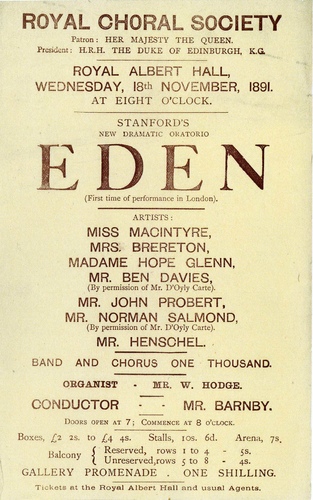 ROYAL CHORAL SOCIETY
Patron: HER MAJESTY THE QUEEN.
President: H.R.H. THE DUKE OF EDINBURGH, K.G.
ROYAL ALBERT HALL,
WEDNESDAY, 18th NOVEMBER, 1891.
AT EIGHT O'CLOCK.
STANFORD'S
NEW DRAMATIC ORATORIO
EDEN
(First time of performance in London).
ARTISTS:
MISS MACINTYRE,
MRS. BRERETON,
MADAME HOPE GLENN,
MR. BEN DAVIES,
(By permission of Mr. D'Oyly Carte).
MR. JOHN PROBERT,
MR. NORMAN SALMOND,
(By permission of Mr. D'Oyly Carte).
MR. HENSCHEL.
BAND AND CHORUS ONE THOUSAND.
ORGANIST - MR. W. HODGE.
CONDUCTOR - - MR. BARNBY.
DOORS OPEN AT 7; COMMENCE AT 8 O'CLOCK.
Boxes, £2 2s. to £4 4s. Stalls, 10s. 6d. Arena, 7s.
Balcony { Reserved, rows 1 to 4 - 5s.
Unreserved, rows 5 to 8 - 4s.
GALLERY PROMENADE . ONE SHILLING.
Tickets at the Royal Albert Hall and usual Agents.